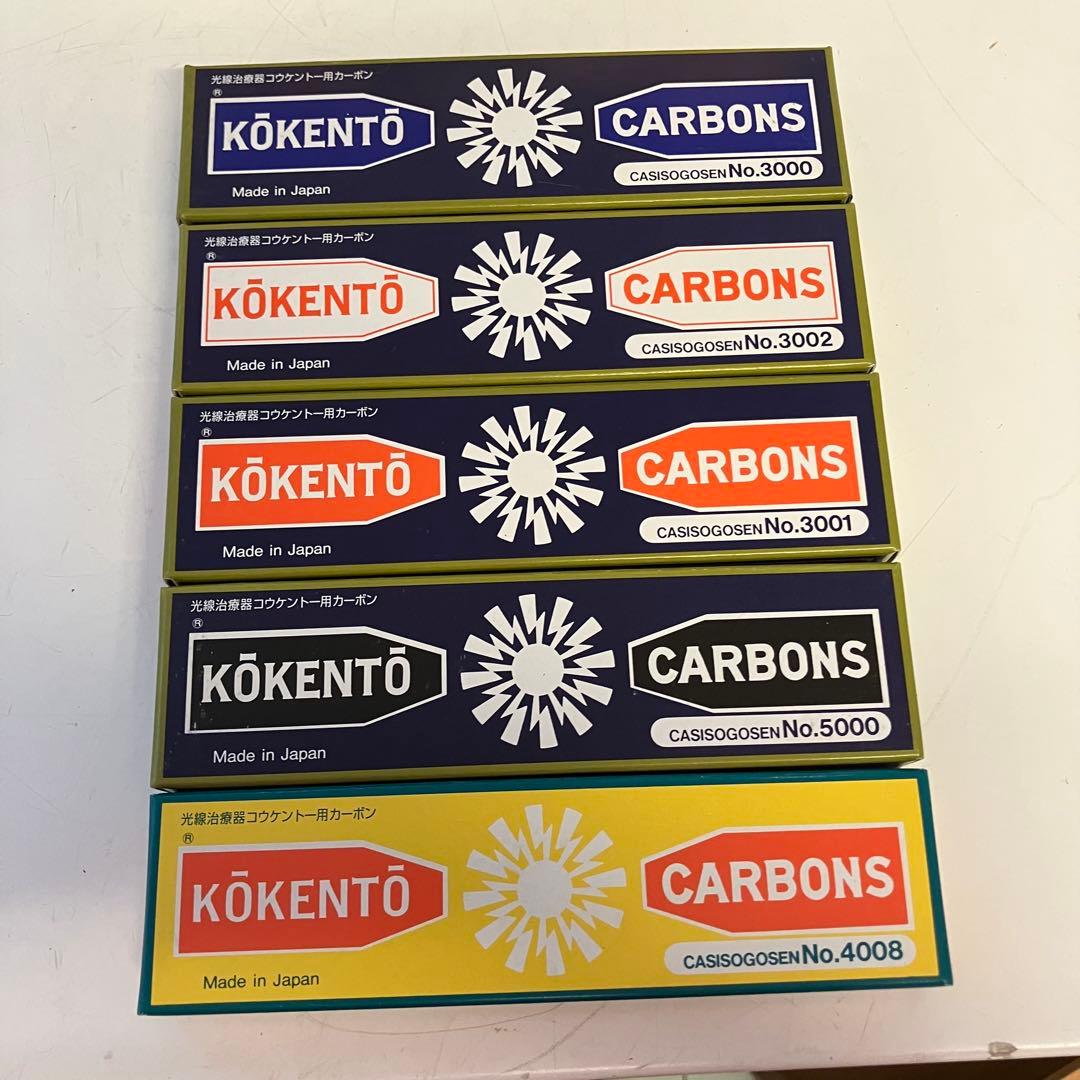 光線治療器コウケントー用カーボン
®
KŌKENTŌ CARBONS
CASISOGOSEN No.3000
Made in Japan
光線治療器コウケントー用カーボン
®
KŌKENTŌ CARBONS
CASISOGOSEN No.3002
Made in Japan
光線治療器コウケントー用カーボン
®
KŌKENTŌ CARBONS
CASISOGOSEN No.3001
Made in Japan
光線治療器コウケントー用カーボン
®
KŌKENTŌ CARBONS
CASISOGOSEN No.5000
Made in Japan
光線治療器コウケントー用カーボン
®
KŌKENTŌ CARBONS
CASISOGOSEN No.4008
Made in Japan